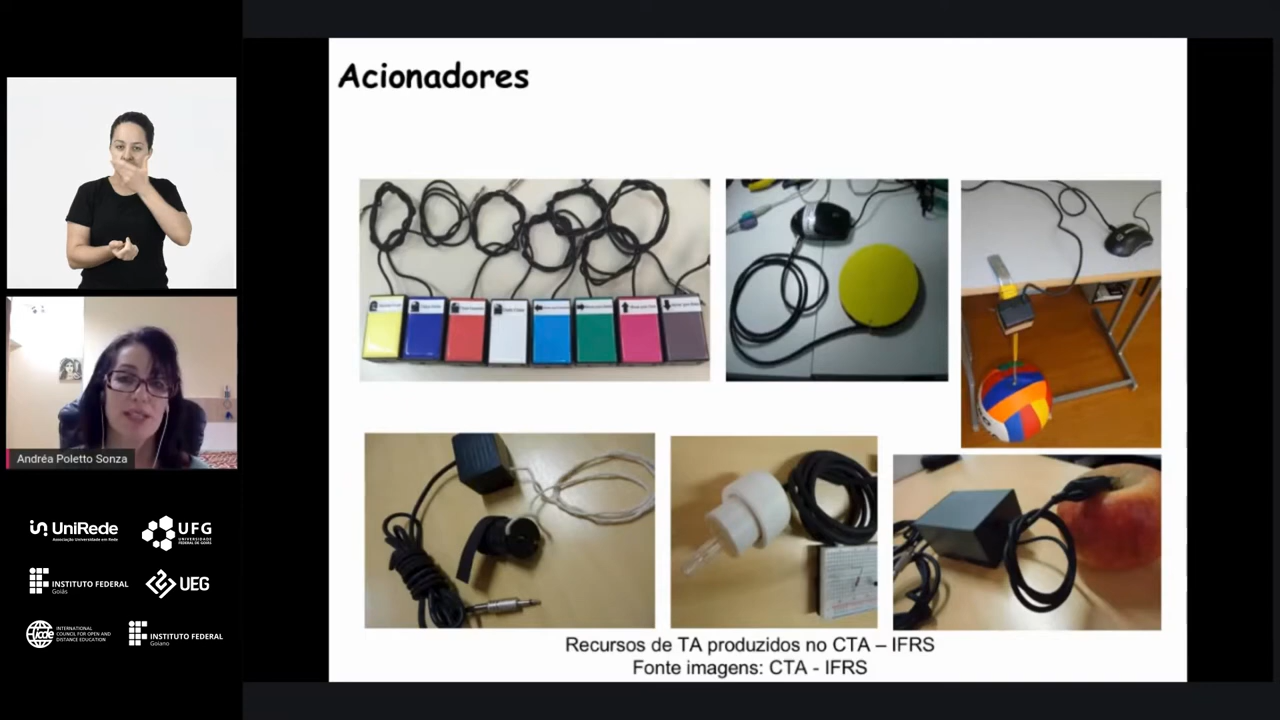 Acionadores
Andréa Poletto Sonza
UniRede
Associação Universidade em Rede
UFG
UNIVERSIDADE
FEDERAL DE GOIÁS
INSTITUTO FEDERAL
Goiás
UEG
icde
INTERNATIONAL
COUNCIL FOR OPEN AND
DISTANCE EDUCATION
INSTITUTO FEDERAL
Goiano
Recursos de TA produzidos no CTA – IFRS
Fonte imagens: CTA - IFRS